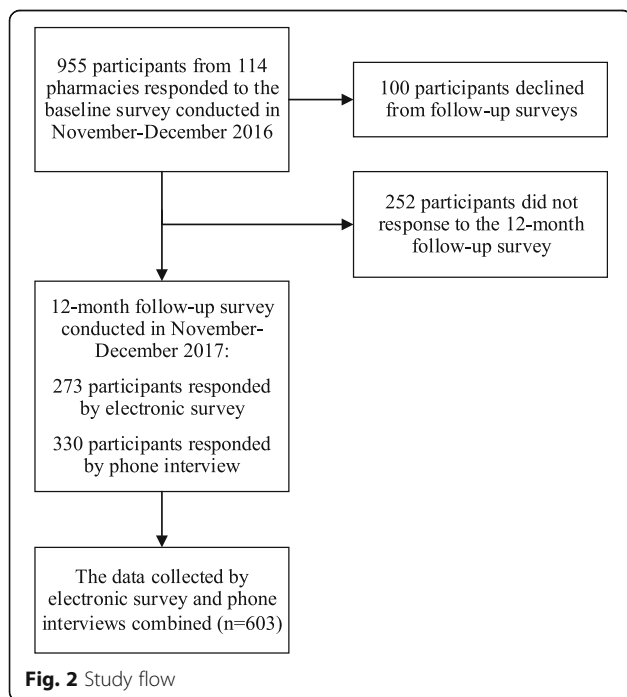 955 participants from 114
pharmacies responded to the
baseline survey conducted in
November-December 2016
100 participants declined
from follow-up surveys
252 participants did not
response to the 12-month
follow-up survey
12-month follow-up survey
conducted in November-
December 2017:
273 participants responded
by electronic survey
330 participants responded
by phone interview
The data collected by
electronic survey and phone
interviews combined (n=603)
Fig. 2 Study flow